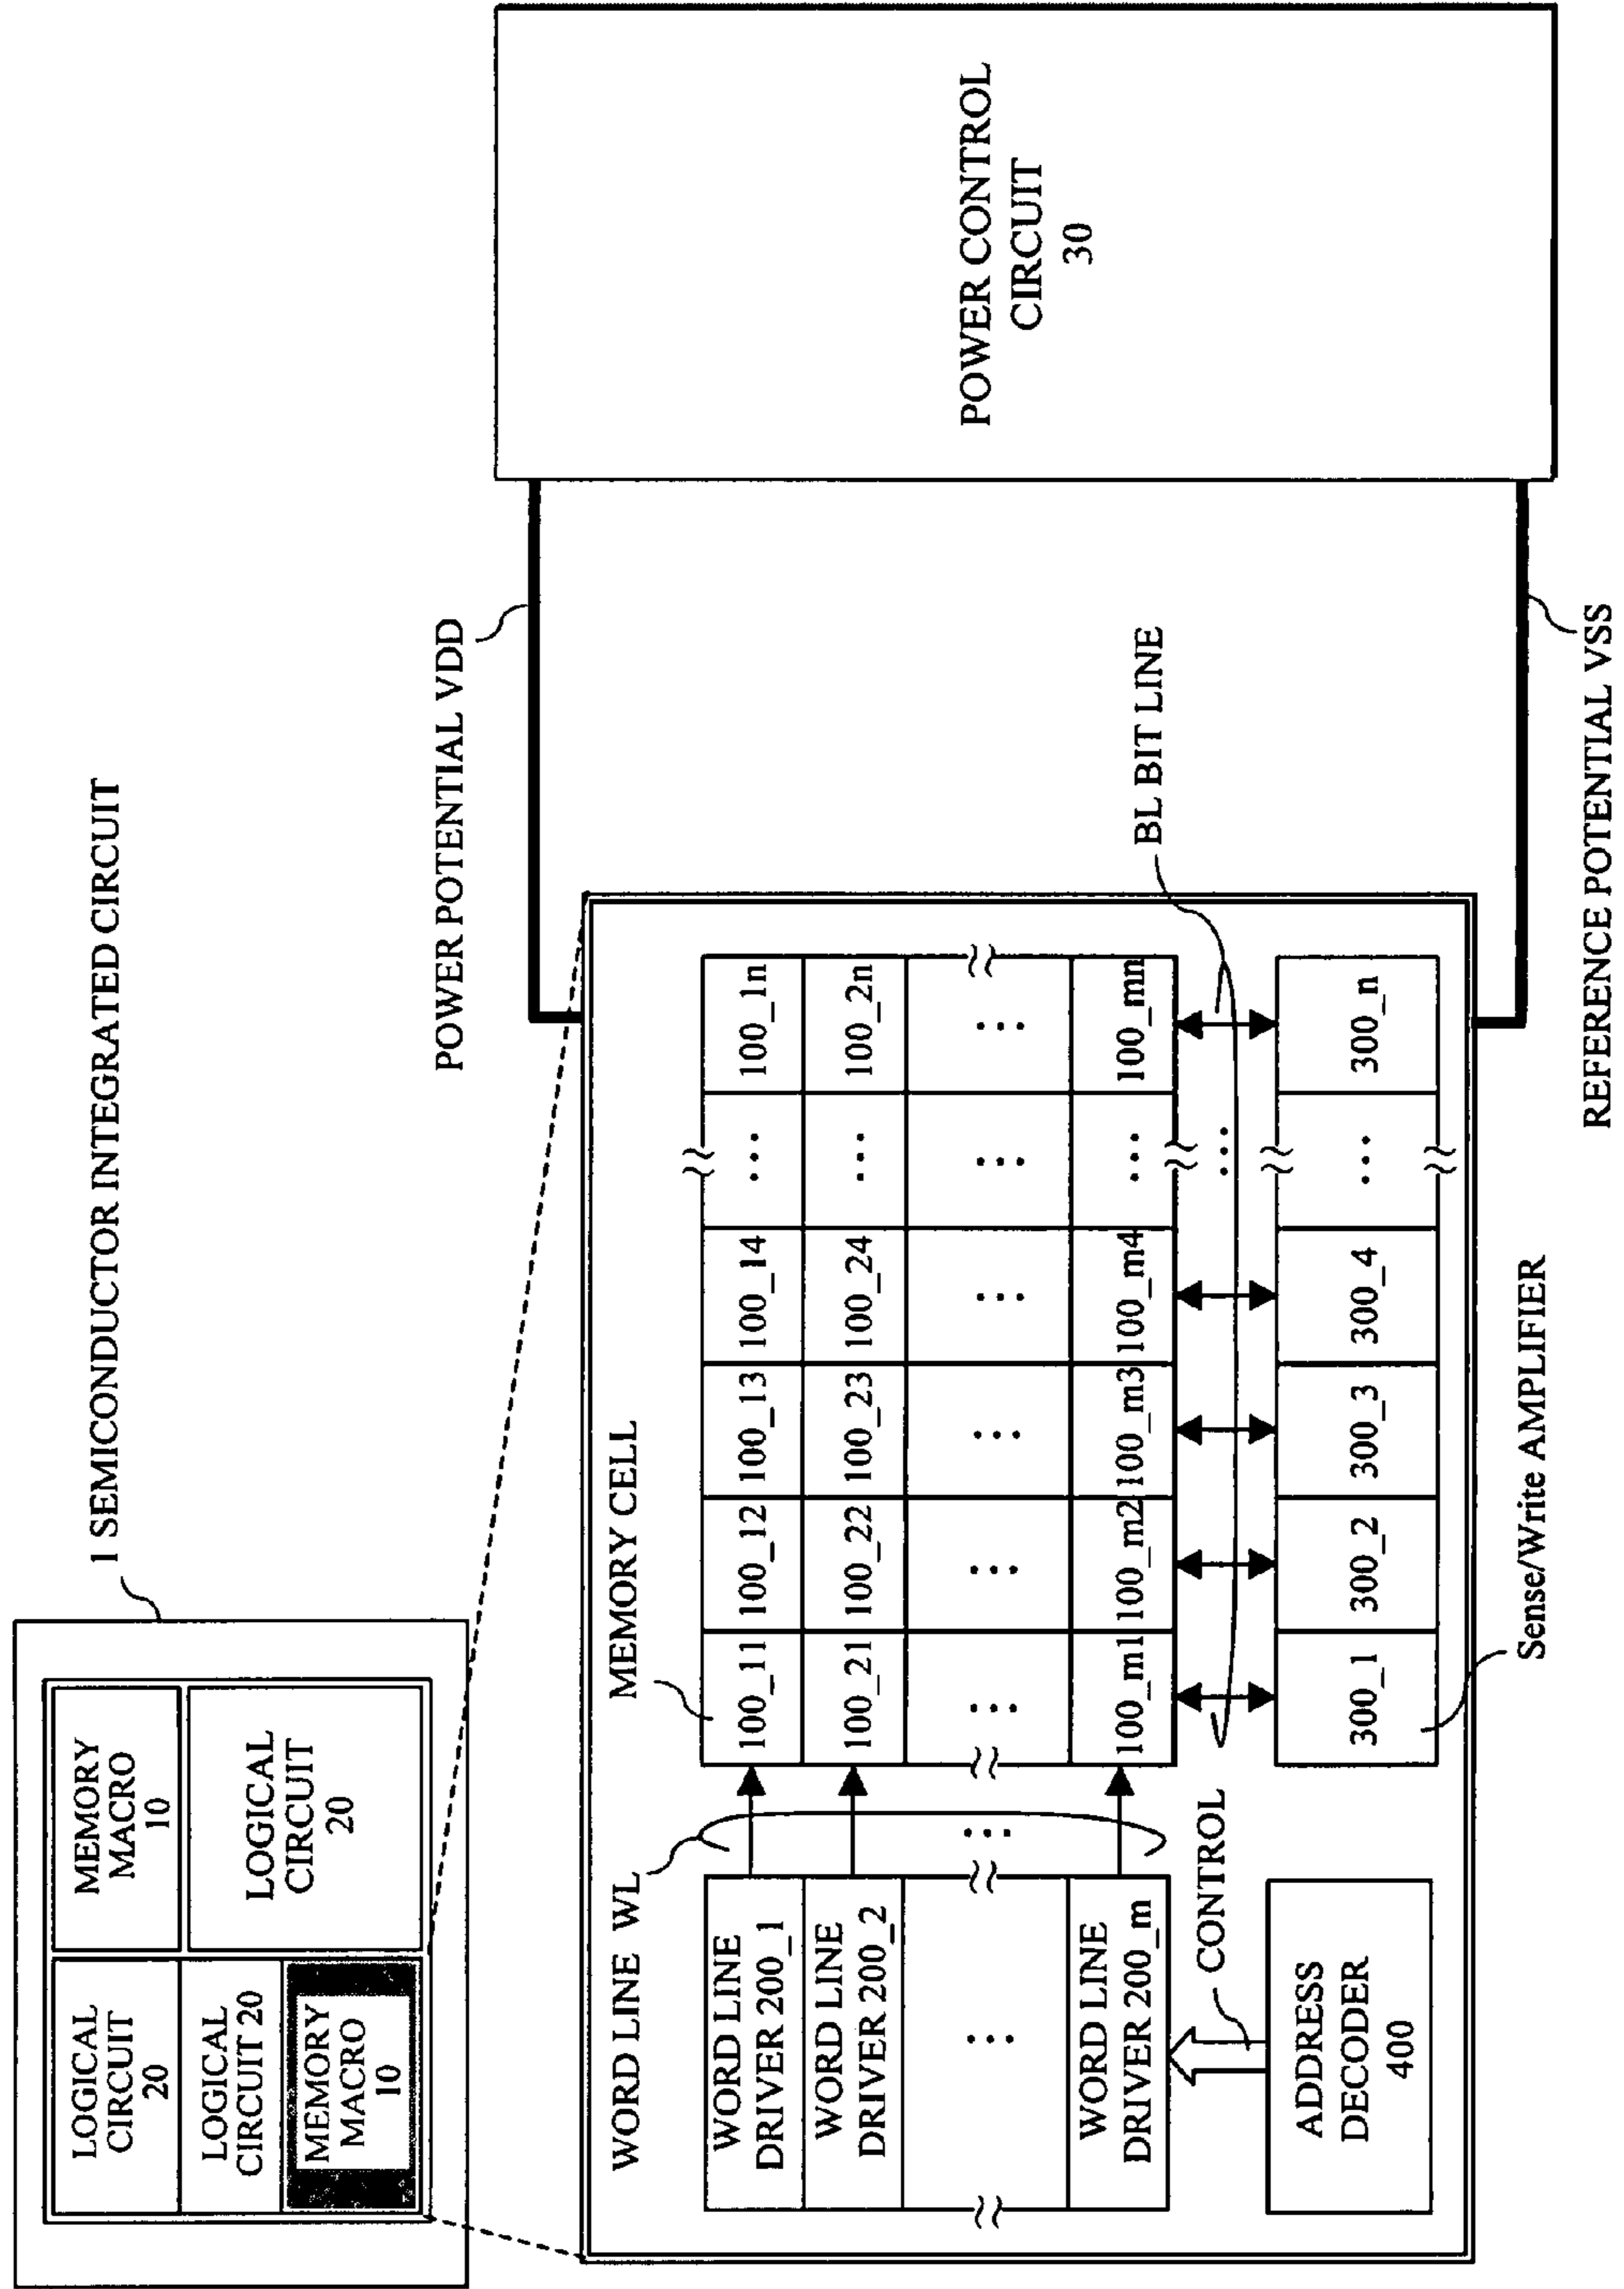 1 SEMICONDUCTOR INTEGRATED CIRCUIT
LOGICAL
CIRCUIT
20
MEMORY
MACRO
10
LOGICAL
CIRCUIT 20
LOGICAL
CIRCUIT
20
MEMORY
MACRO
10
POWER POTENTIAL VDD
WORD LINE WL
MEMORY CELL
WORD LINE
DRIVER 200_1
100_11 100_12 100_13 100_14 ... 100_1n
WORD LINE
DRIVER 200_2
100_21 100_22 100_23 100_24 ... 100_2n
... ... ... ... ... ... ... ...
WORD LINE
DRIVER 200_m
100_m1 100_m2 100_m3 100_m4 ... 100_mn
CONTROL
...
BL BIT LINE
ADDRESS
DECODER
400
300_1 300_2 300_3 300_4 ... 300_n
Sense/Write AMPLIFIER
REFERENCE POTENTIAL VSS
POWER CONTROL
CIRCUIT
30